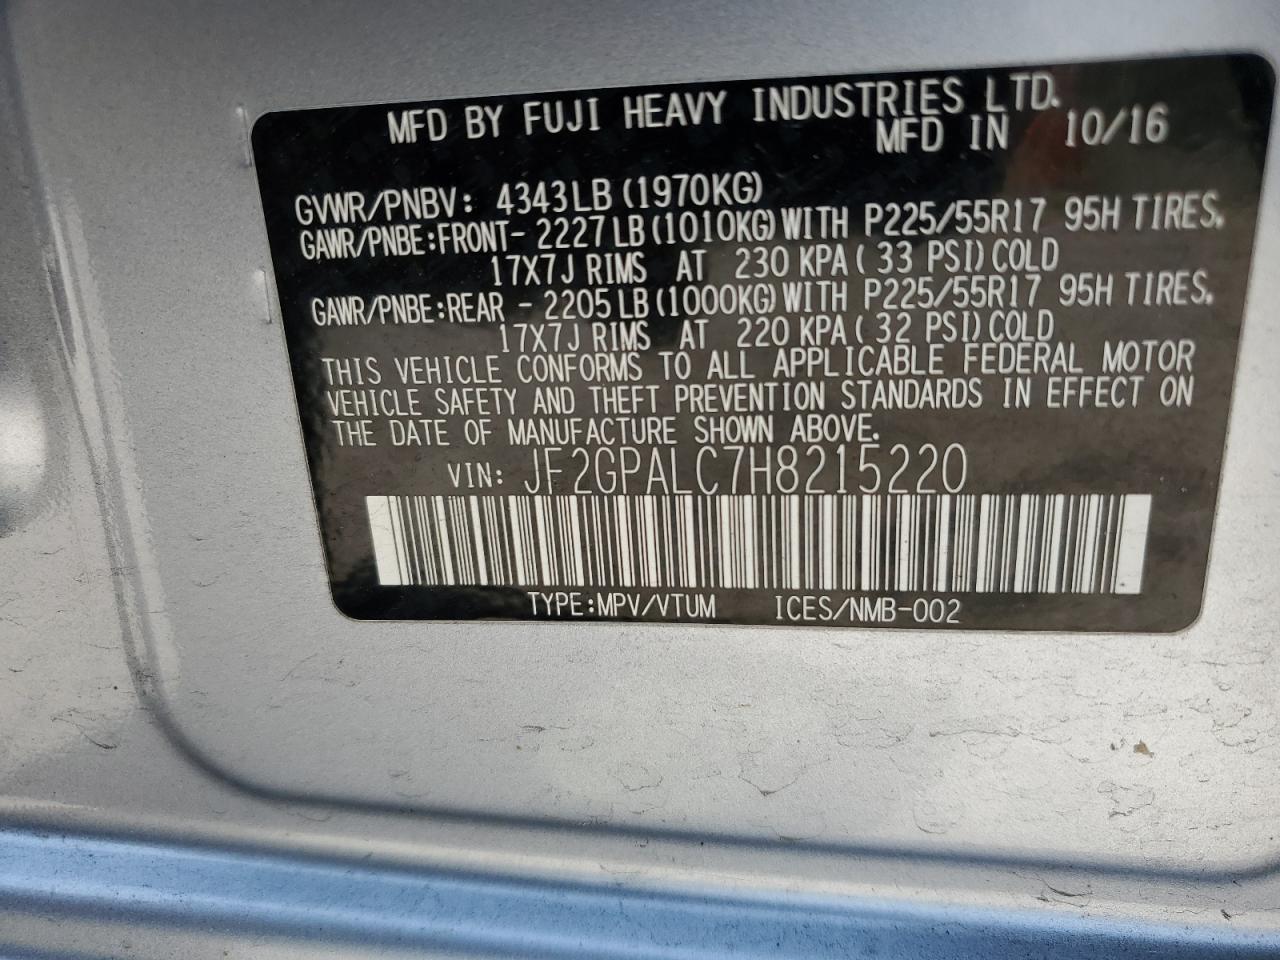 MFD BY FUJI HEAVY INDUSTRIES LTD.
MFD IN 10/16
GVWR/PNBV: 4343LB (1970KG)
GAWR/PNBE:FRONT- 2227LB (1010KG) WITH P225/55R17 95H TIRES,
17X7J RIMS AT 230 KPA ( 33 PSI) COLD
GAWR/PNBE:REAR - 2205LB (1000KG) WITH P225/55R17 95H TIRES,
17X7J RIMS AT 220 KPA ( 32 PSI) COLD
THIS VEHICLE CONFORMS TO ALL APPLICABLE FEDERAL MOTOR
VEHICLE SAFETY AND THEFT PREVENTION STANDARDS IN EFFECT ON
THE DATE OF MANUFACTURE SHOWN ABOVE.
VIN: JF2GPALC7H8215220
TYPE:MPV/VTUM ICES/NMB-002